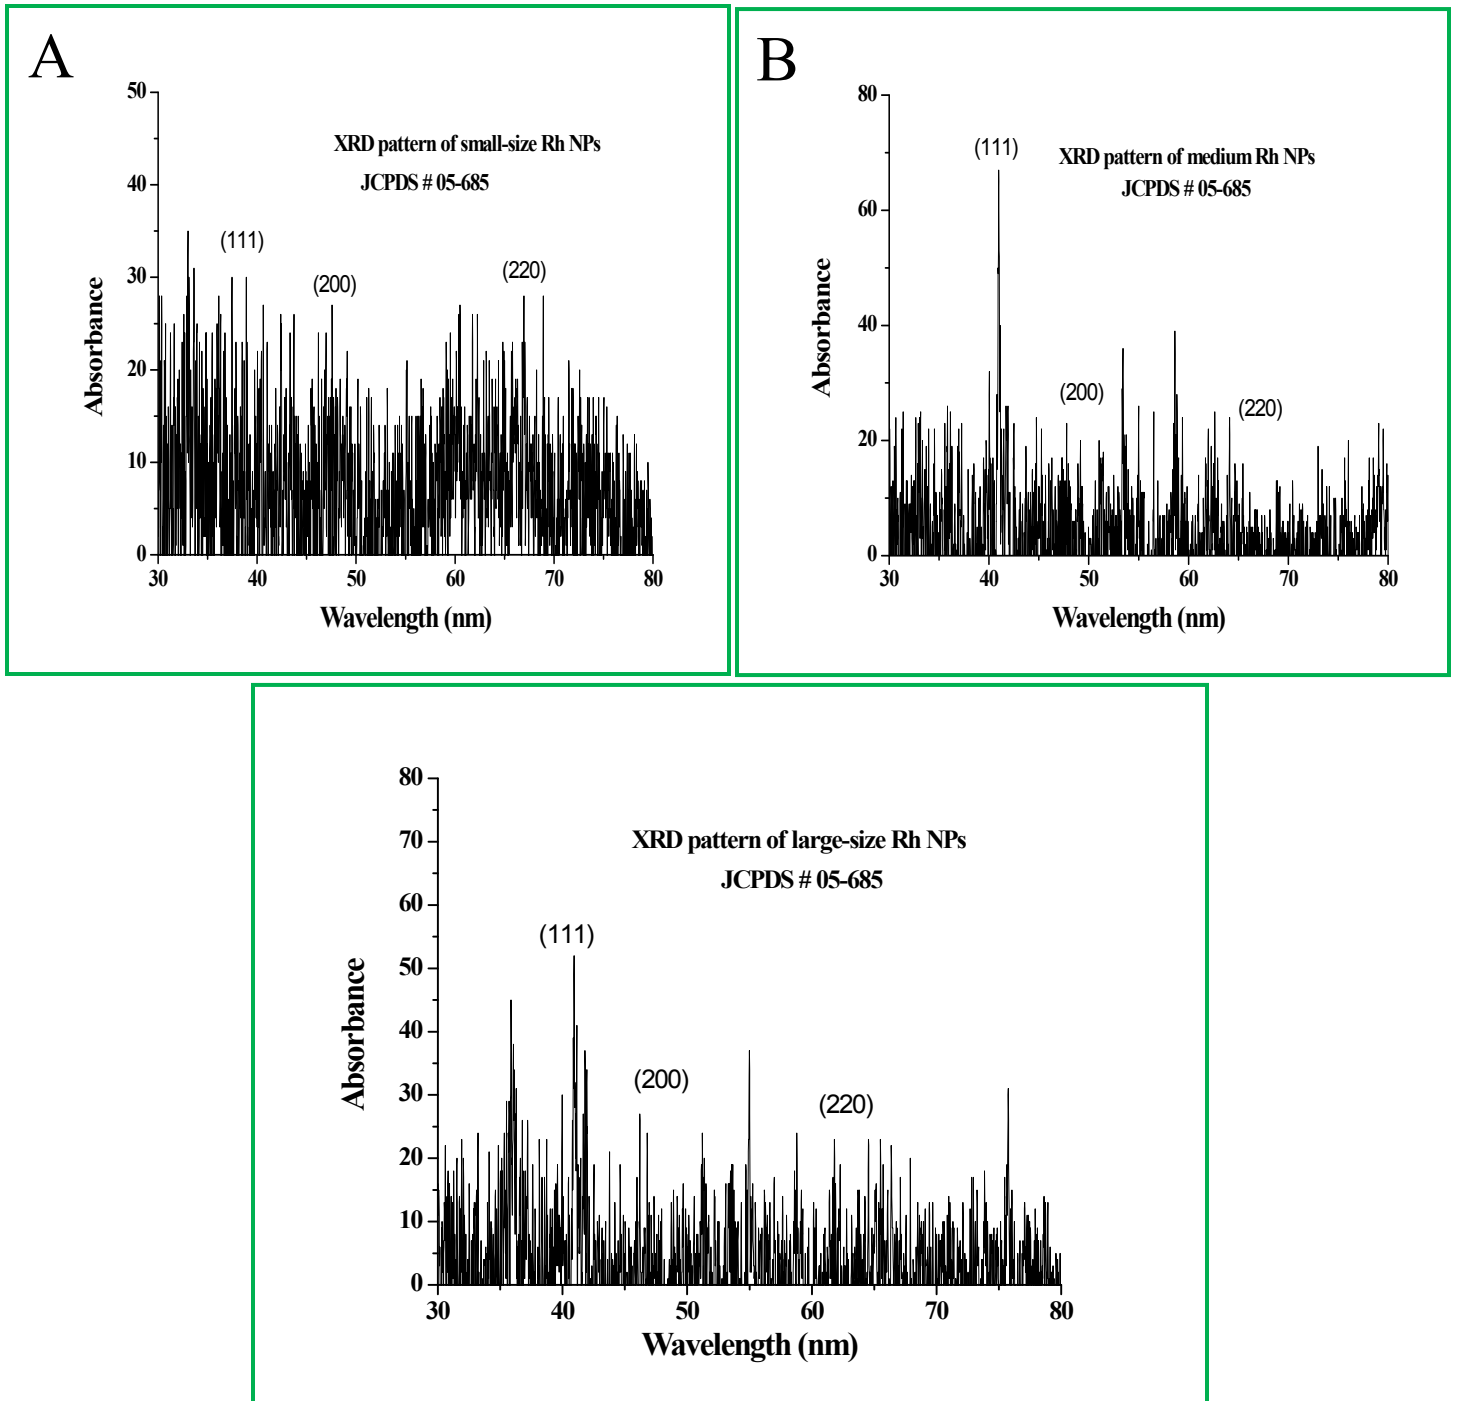 A
XRD pattern of small-size Rh NPs
JCPDS # 05-685
(111)
(200)
(220)
Absorbance
50
40
30
20
10
0
30 40 50 60 70 80
Wavelength (nm)
B
(111)
XRD pattern of medium Rh NPs
JCPDS # 05-685
(200)
(220)
Absorbance
80
60
40
20
0
30 40 50 60 70 80
Wavelength (nm)
XRD pattern of large-size Rh NPs
JCPDS # 05-685
(111)
(200)
(220)
Absorbance
80
70
60
50
40
30
20
10
0
30 40 50 60 70 80
Wavelength (nm)